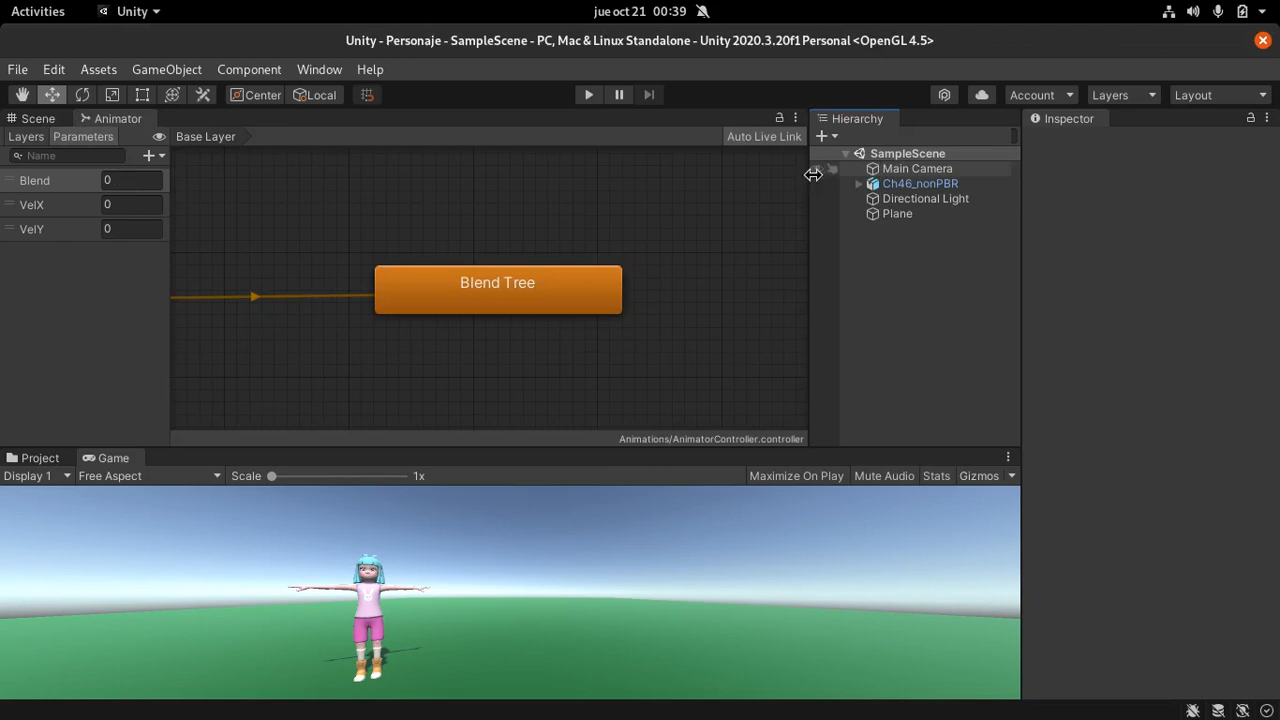 Activities Unity jue oct 21 00:39
Unity - Personaje - SampleScene - PC, Mac & Linux Standalone - Unity 2020.3.20f1 Personal <OpenGL 4.5>
File Edit Assets GameObject Component Window Help
Center Local Account Layers Layout
Scene Animator Hierarchy Inspector
Layers Parameters Base Layer Auto Live Link
Name
SampleScene
Main Camera
Blend 0
Ch46_nonPBR
Directional Light
VelX 0
Plane
VelY 0
Blend Tree
Animations/AnimatorController.controller
Project Game
Display 1 Free Aspect Scale 1x Maximize On Play Mute Audio Stats Gizmos